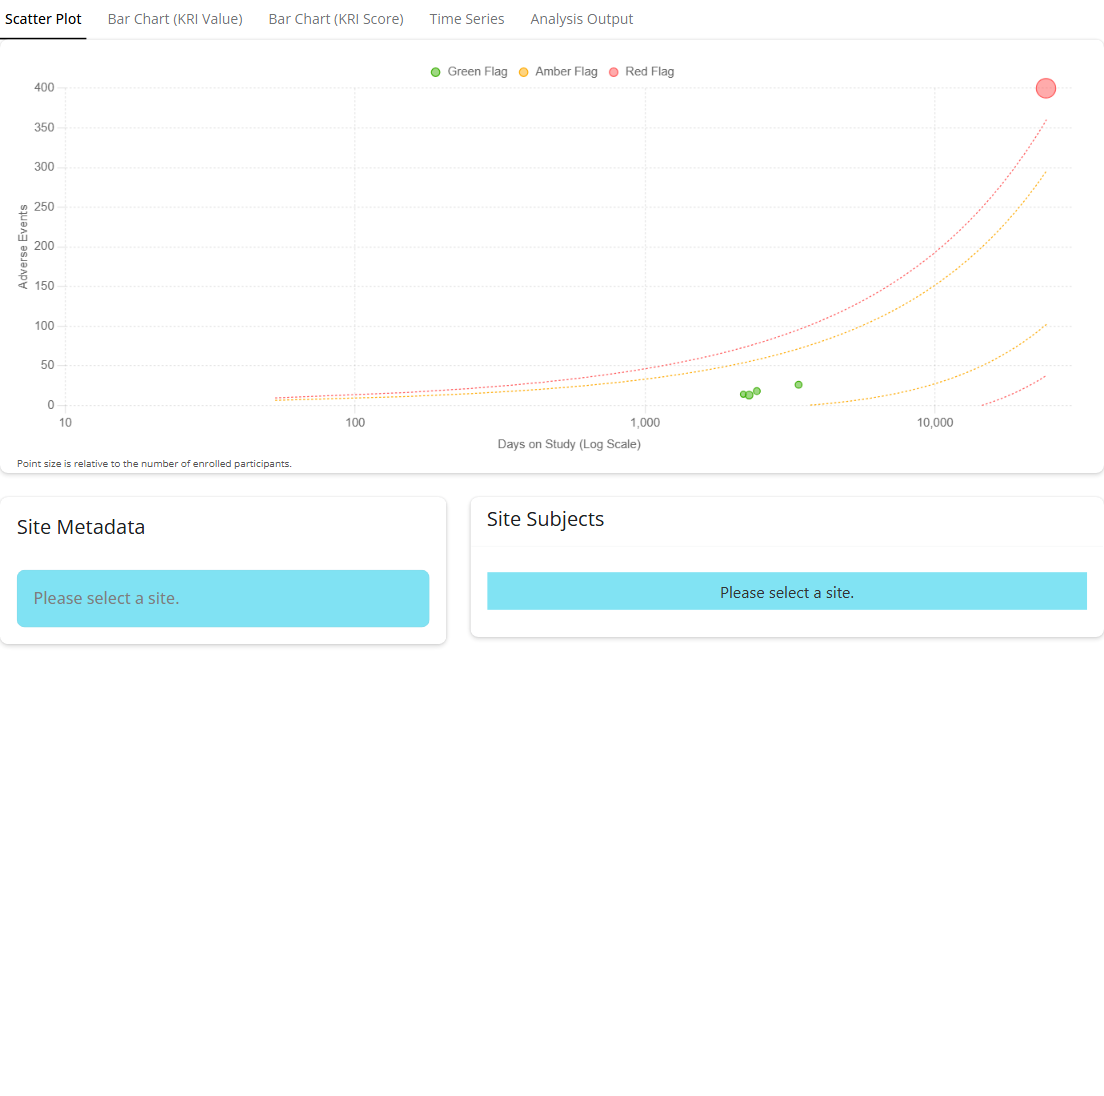 Scatter Plot Bar Chart (KRI Value) Bar Chart (KRI Score) Time Series Analysis Output
Green Flag Amber Flag Red Flag
400
350
300
250
200
150
100
50
0
Adverse Events
10 100 1,000 10,000
Days on Study (Log Scale)
Point size is relative to the number of enrolled participants.
Site Metadata
Please select a site.
Site Subjects
Please select a site.